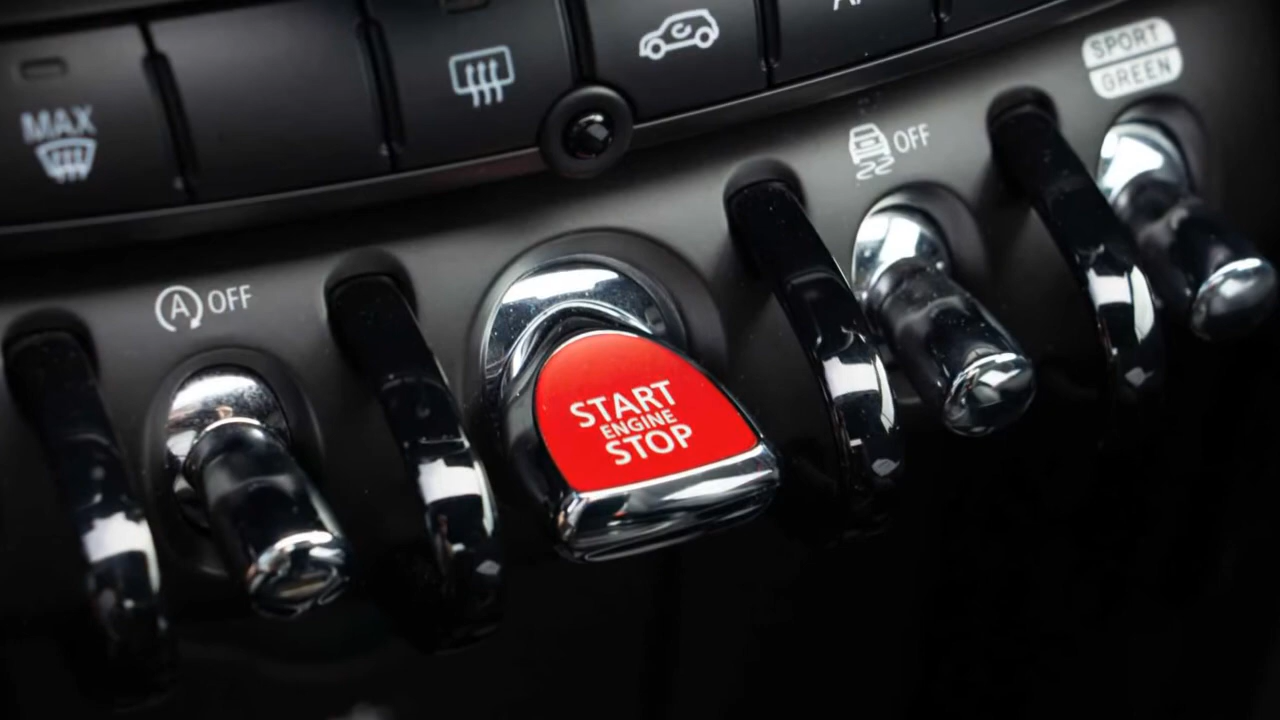 MAX
SPORT
GREEN
OFF
A OFF
START
ENGINE
STOP